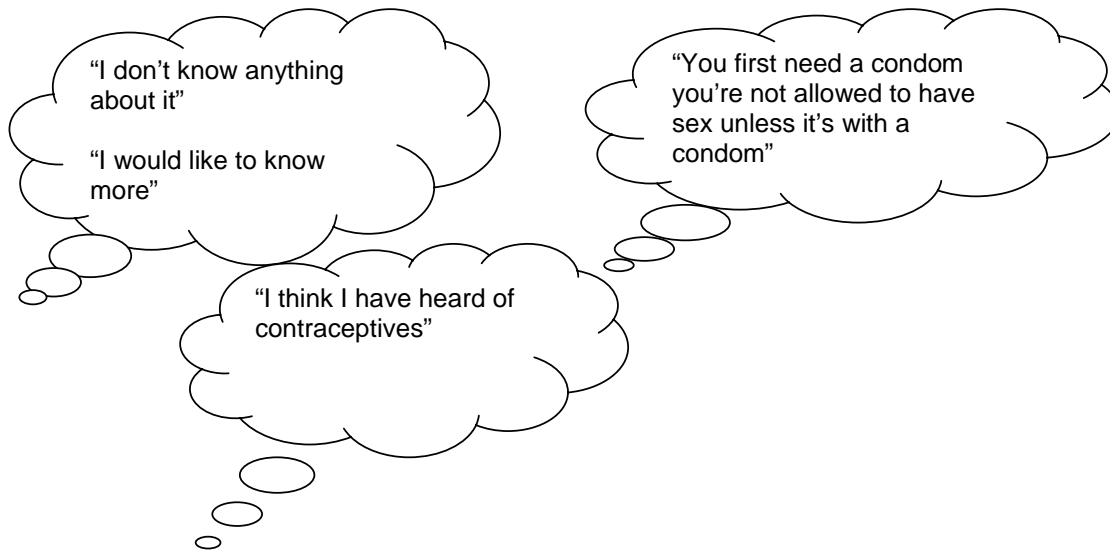 “I don’t know anything
about it”
“I would like to know
more”
“You first need a condom
you’re not allowed to have
sex unless it’s with a
condom”
“I think I have heard of
contraceptives”